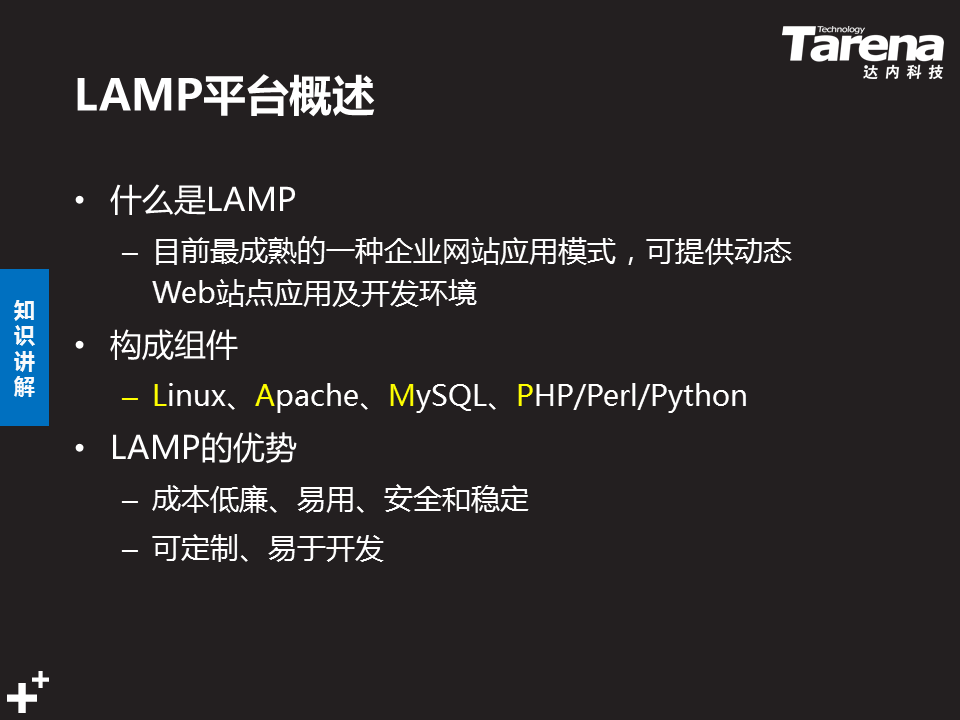 Technology
Tarena
达内科技
LAMP平台概述
• 什么是LAMP
– 目前最成熟的一种企业网站应用模式，可提供动态
Web站点应用及开发环境
• 构成组件
– Linux、Apache、MySQL、PHP/Perl/Python
• LAMP的优势
– 成本低廉、易用、安全和稳定
– 可定制、易于开发
知
识
讲
解